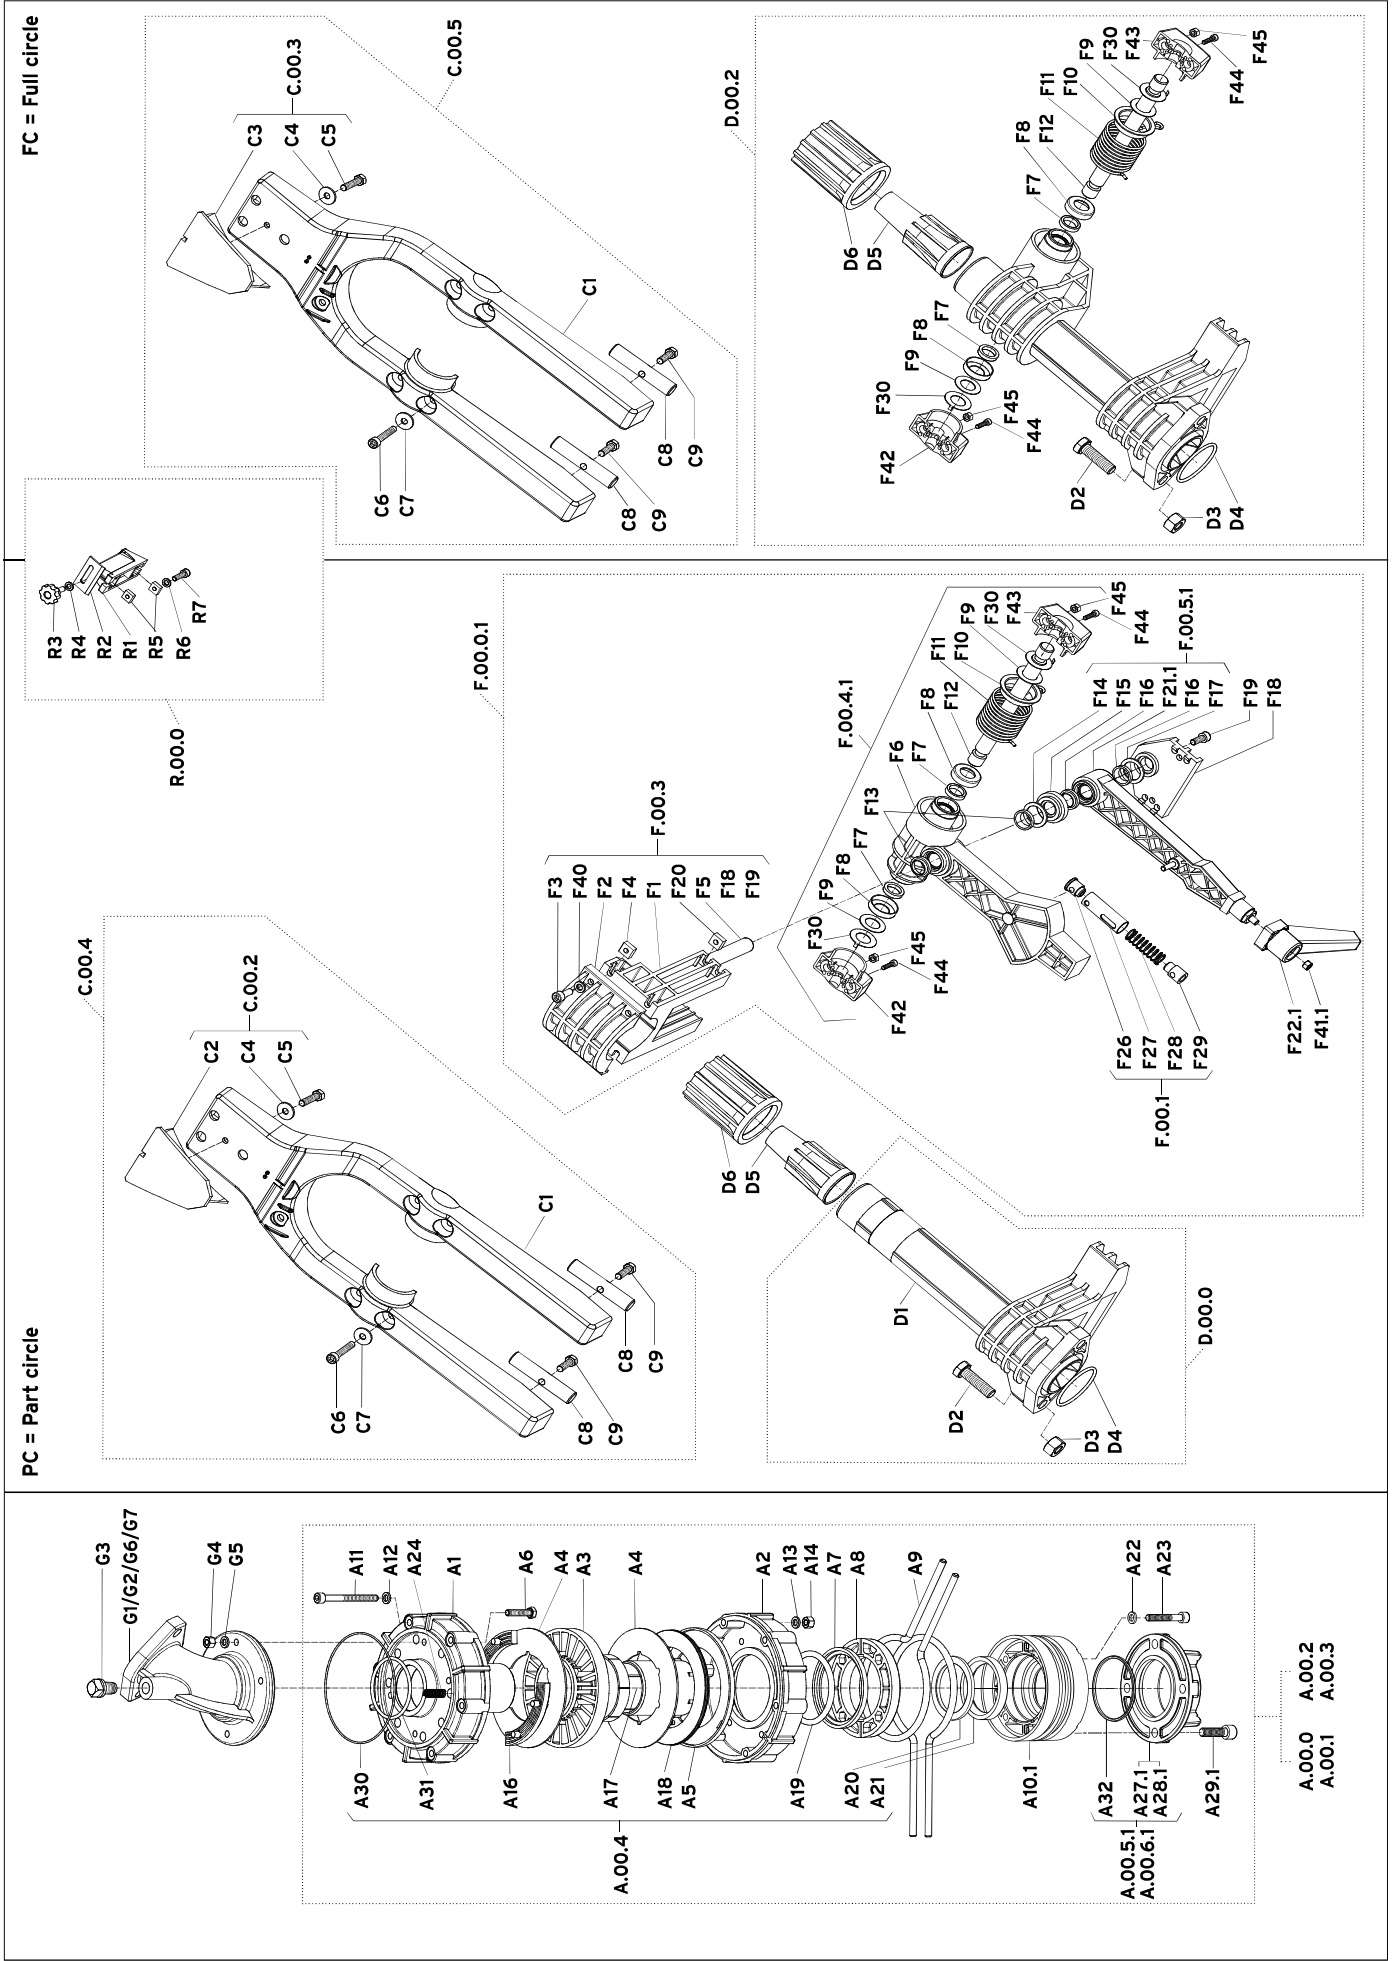 FC = Full circle
C.00.3
C.00.5
C3
C4
C5
C1
C6
C7
C8
C9
C8
C9
D.00.2
D6
D5
F9
F30
F43
F45
F44
F11
F10
F8
F12
F7
F7
F8
F9
F30
F42
F45
F44
D2
D3
D4
R3
R4
R2
R1
R5
R6
R7
R.00.0
PC = Part circle
C.00.4
C.00.2
C2
C4
C5
C1
C6
C7
C8
C9
C8
C9
F.00.0.1
F.00.3
F3
F40
F2
F4
F1
F20
F5
F18
F19
F.00.4.1
F9
F30
F43
F45
F44
F11
F10
F8
F12
F6
F7
F13
F7
F8
F9
F30
F42
F45
F44
F.00.5.1
F14
F15
F16
F21.1
F16
F17
F19
F18
F26
F27
F28
F29
F.00.1
F22.1
F41.1
D6
D5
D1
D2
D3
D4
D.00.0
G3
G1/G2/G6/G7
G4
G5
A11
A12
A24
A1
A6
A4
A3
A4
A2
A13
A14
A7
A8
A9
A22
A23
A30
A31
A16
A17
A18
A5
A19
A20
A21
A10.1
A32
A27.1
A28.1
A29.1
A.00.4
A.00.5.1
A.00.6.1
A.00.0
A.00.1
A.00.2
A.00.3